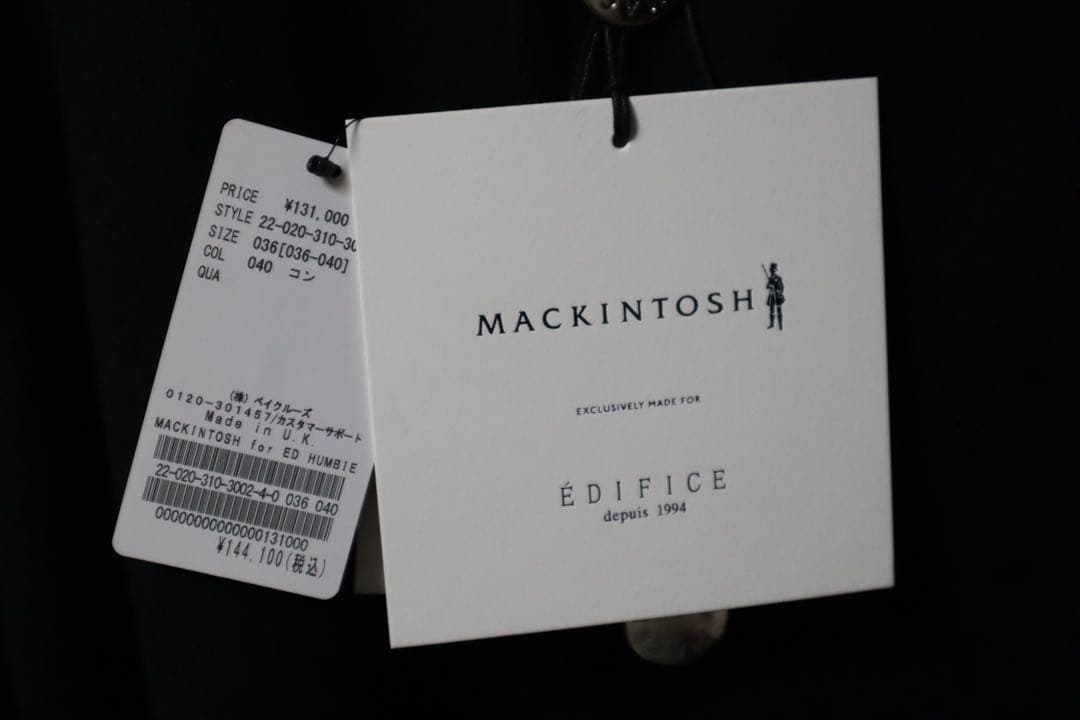 PRICE ¥131,000
STYLE 22-020-310-30
SIZE 036[036-040]
COL 040 コン
QUA
(株)ベイクルーズ
0120-301457/カスタマーサポート
Made in U.K.
MACKINTOSH for ED HUMBIE
22-020-310-3002-4-0 036 040
0000000000000131000
¥144,100(税込)
MACKINTOSH
EXCLUSIVELY MADE FOR
ÉDIFICE
depuis 1994